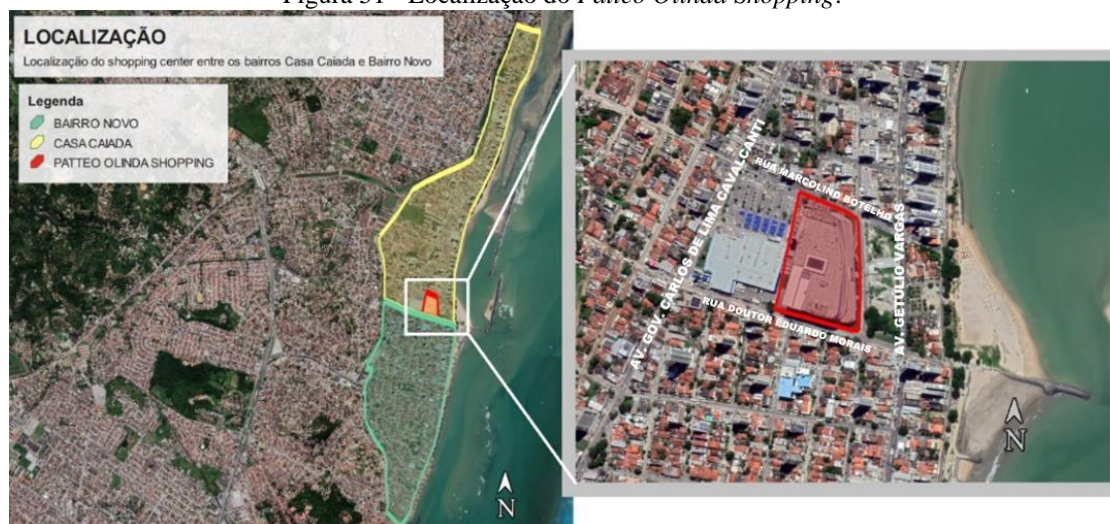 Figura 31 - Localização do Patteo Olinda Shopping.
LOCALIZAÇÃO
Localização do shopping center entre os bairros Casa Caiada e Bairro Novo
Legenda
BAIRRO NOVO
CASA CAIADA
PATTEO OLINDA SHOPPING
N
AV. GOV. CARLOS DE LIMA CAVALCANTI
RUA MARCOLINO BOTELHO
RUA DOUTOR EDUARDO MORAIS
AV. GETÚLIO VARGAS
N